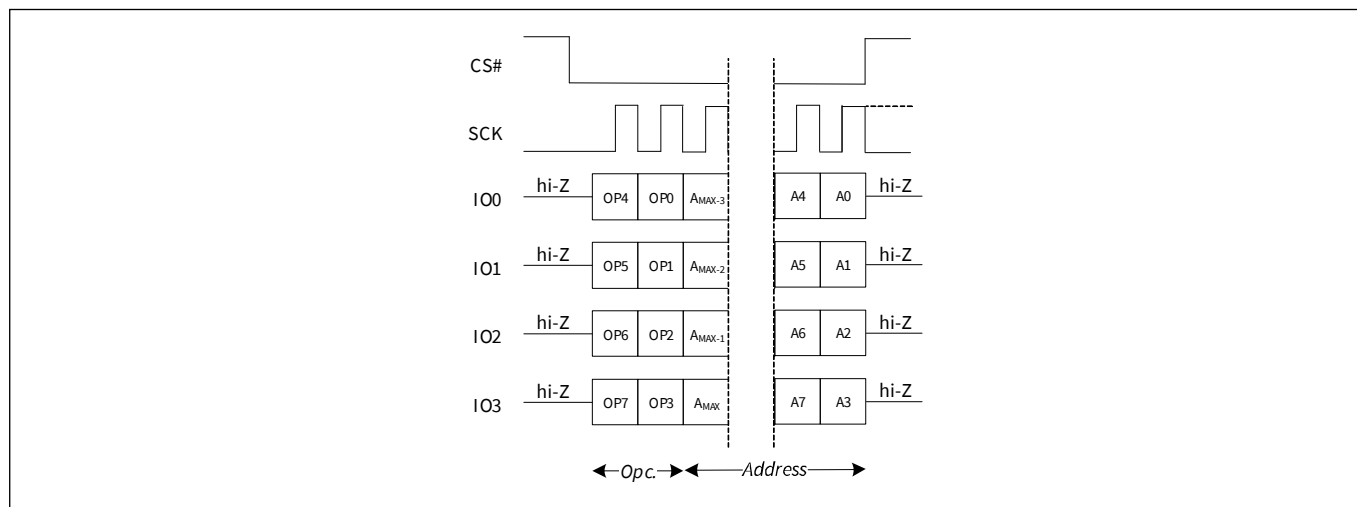 CS#
SCK
IO0 hi-Z OP4 OP0 AMAX-3 A4 A0 hi-Z
IO1 hi-Z OP5 OP1 AMAX-2 A5 A1 hi-Z
IO2 hi-Z OP6 OP2 AMAX-1 A6 A2 hi-Z
IO3 hi-Z OP7 OP3 AMAX A7 A3 hi-Z
Opc. Address